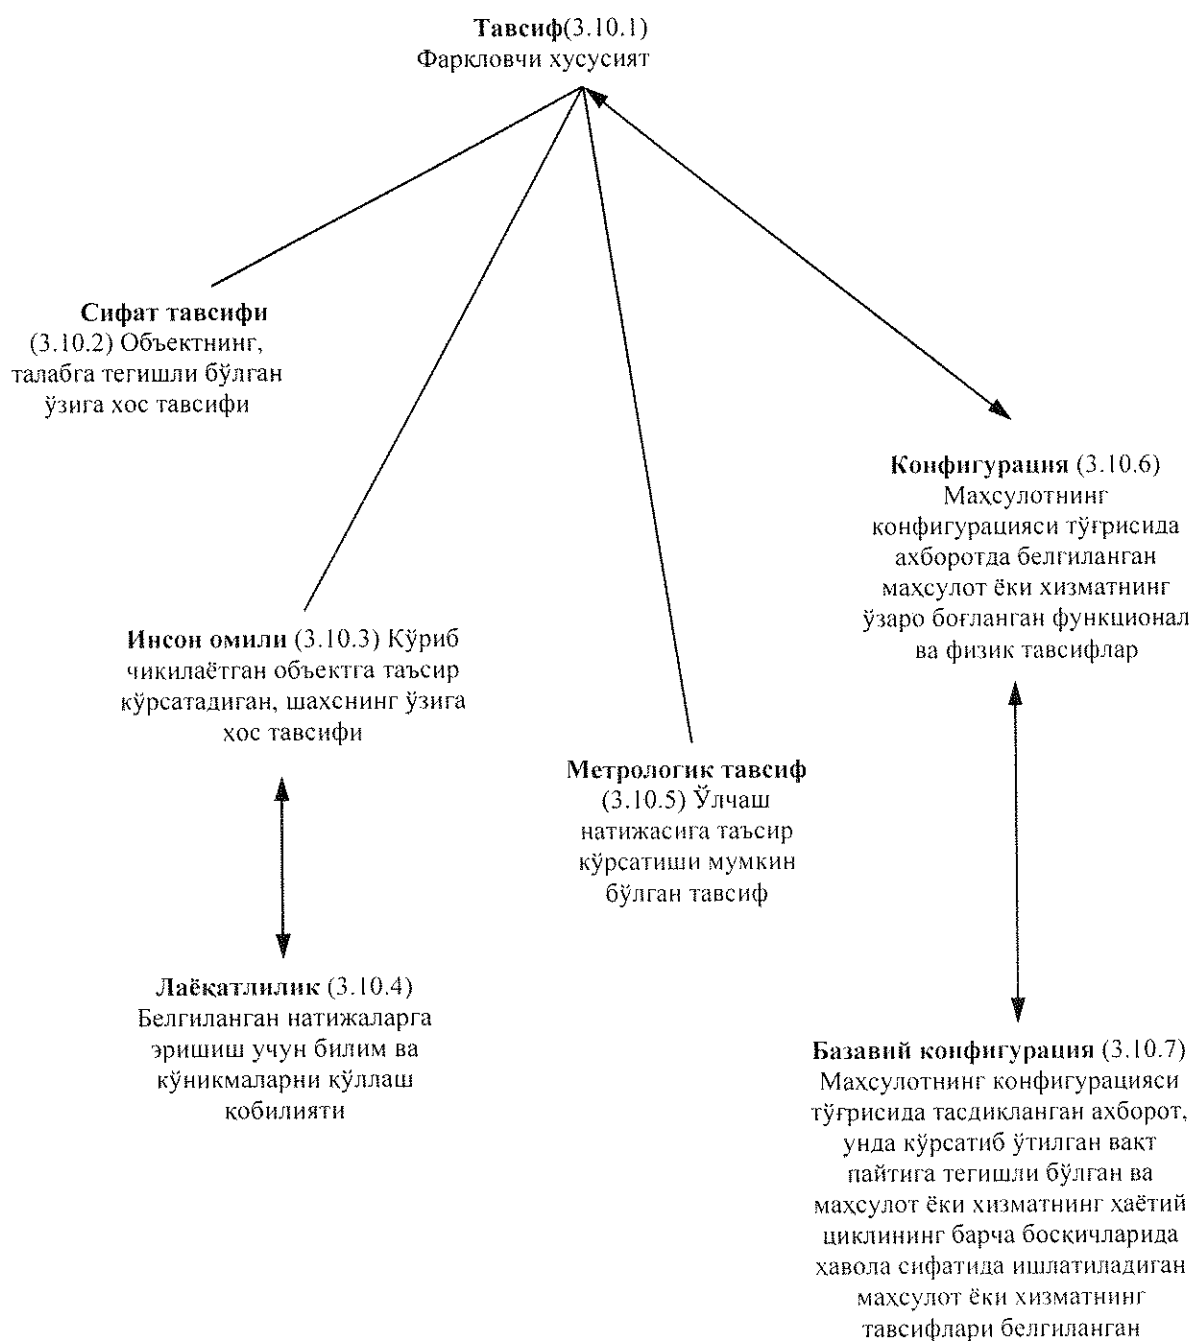 Тавсиф(3.10.1)
Фаркловчи хусусият
Сифат тавсифи
(3.10.2) Объектнинг,
талабга тегишли бўлган
ўзига хос тавсифи
Конфигурация (3.10.6)
Маҳсулотнинг
конфигурацияси тўғрисида
ахборотда белгиланган
маҳсулот ёки хизматнинг
ўзаро боғланган функционал
ва физик тавсифлар
Инсон омили (3.10.3) Кўриб
чикилаётган объектга таъсир
кўрсатадиган, шахснинг ўзига
хос тавсифи
Метрологик тавсиф
(3.10.5) Ўлчаш
натижасига таъсир
кўрсатиши мумкин
бўлган тавсиф
Лаёқатлилик (3.10.4)
Белгиланган натижаларга
эришиш учун билим ва
кўникмаларни қўллаш
қобилияти
Базавий конфигурация (3.10.7)
Маҳсулотнинг конфигурацияси
тўғрисида тасдикланган ахборот,
унда кўрсатиб ўтилган вақт
пайтига тегишли бўлган ва
маҳсулот ёки хизматнинг ҳаётий
циклининг барча босқичларида
ҳавола сифатида ишлатиладиган
маҳсулот ёки хизматнинг
тавсифлари белгиланган